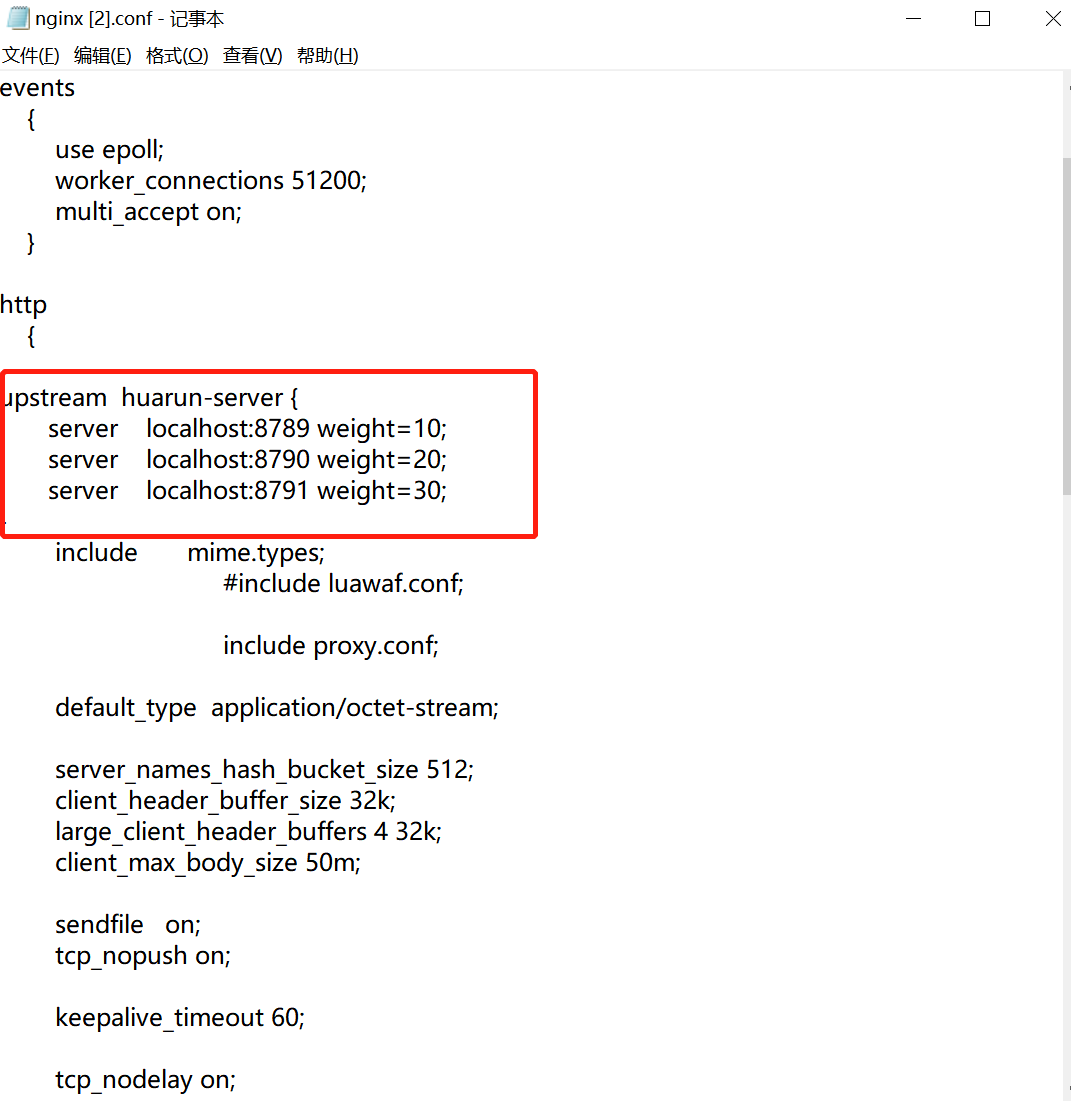 nginx [2].conf - 记事本
文件(F) 编辑(E) 格式(O) 查看(V) 帮助(H)
events
{
use epoll;
worker_connections 51200;
multi_accept on;
}
http
{
upstream huarun-server {
server localhost:8789 weight=10;
server localhost:8790 weight=20;
server localhost:8791 weight=30;
include mime.types;
#include luawaf.conf;
include proxy.conf;
default_type application/octet-stream;
server_names_hash_bucket_size 512;
client_header_buffer_size 32k;
large_client_header_buffers 4 32k;
client_max_body_size 50m;
sendfile on;
tcp_nopush on;
keepalive_timeout 60;
tcp_nodelay on;